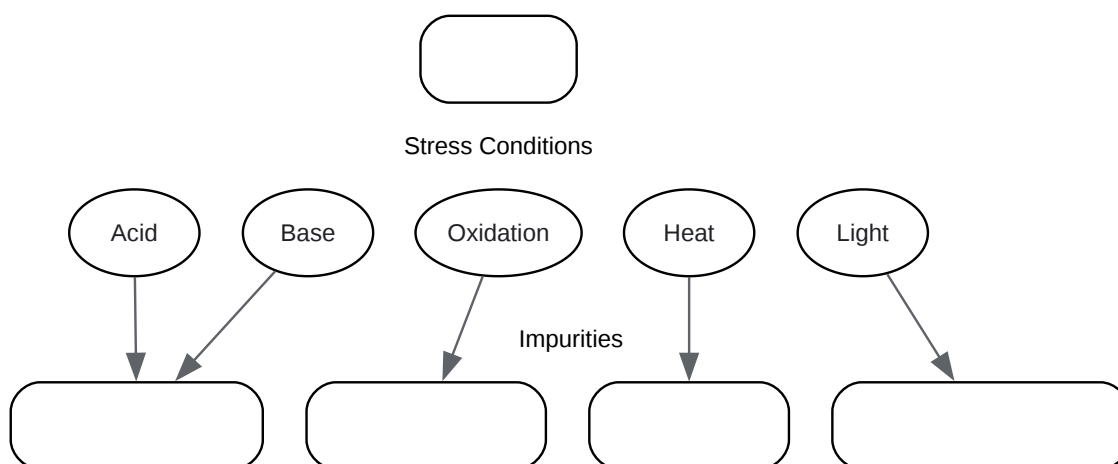 Stress Conditions
Acid
Base
Oxidation
Heat
Light
Impurities